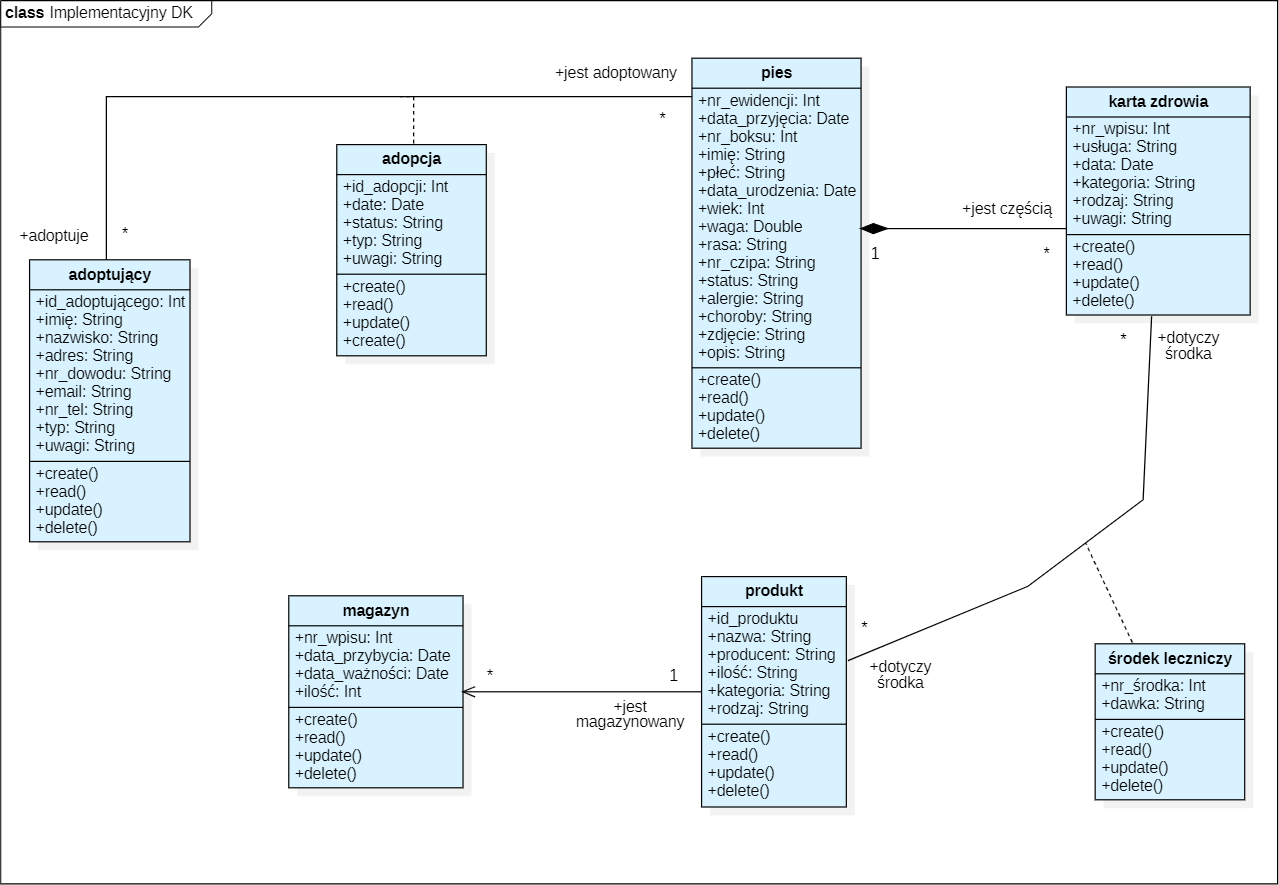 class Implementacyjny DK
+jest adoptowany
*
+adoptuje
*
adopcja
+id_adopcji: Int
+date: Date
+status: String
+typ: String
+uwagi: String
+create()
+read()
+update()
+create()
adoptujący
+id_adoptującego: Int
+imię: String
+nazwisko: String
+adres: String
+nr_dowodu: String
+email: String
+nr_tel: String
+typ: String
+uwagi: String
+create()
+read()
+update()
+delete()
pies
+nr_ewidencji: Int
+data_przyjęcia: Date
+nr_boksu: Int
+imię: String
+płeć: String
+data_urodzenia: Date
+wiek: Int
+waga: Double
+rasa: String
+nr_czipa: String
+status: String
+alergie: String
+choroby: String
+zdjęcie: String
+opis: String
+create()
+read()
+update()
+delete()
+jest częścią
1
*
karta zdrowia
+nr_wpisu: Int
+usługa: String
+data: Date
+kategoria: String
+rodzaj: String
+uwagi: String
+create()
+read()
+update()
+delete()
*
+dotyczy
środka
magazyn
+nr_wpisu: Int
+data_przybycia: Date
+data_ważności: Date
+ilość: Int
+create()
+read()
+update()
+delete()
*
1
+jest
magazynowany
produkt
+id_produktu
+nazwa: String
+producent: String
+ilość: String
+kategoria: String
+rodzaj: String
+create()
+read()
+update()
+delete()
*
+dotyczy
środka
środek leczniczy
+nr_środka: Int
+dawka: String
+create()
+read()
+update()
+delete()